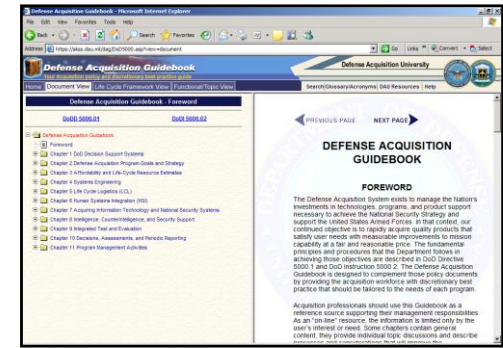 Defense Acquisition Guidebook - Microsoft Internet Explorer
File Edit View Favorites Tools Help
Back Search Favorites
Address https://akss.dau.mil/dag/DoD5000.asp?view=document Go Links Convert Select
Defense Acquisition Guidebook
Your Acquisition policy and discretionary best practice guide
Defense Acquisition University
Home Document View Life Cycle Framework View Functional/Topic View
Search Glossary/Acronyms DAU Resources Help
Defense Acquisition Guidebook - Foreword
DoDD 5000.01 DoDI 5000.02
Defense Acquisition Guidebook
Foreword
Chapter 1 DoD Decision Support Systems
Chapter 2 Defense Acquisition Program Goals and Strategy
Chapter 3 Affordability and Life-Cycle Resource Estimates
Chapter 4 Systems Engineering
Chapter 5 Life Cycle Logistics (LCL)
Chapter 6 Human Systems Integration (HSI)
Chapter 7 Acquiring Information Technology and National Security Systems
Chapter 8 Intelligence, Counterintelligence, and Security Support
Chapter 9 Integrated Test and Evaluation
Chapter 10 Decisions, Assessments, and Periodic Reporting
Chapter 11 Program Management Activities
PREVIOUS PAGE NEXT PAGE
DEFENSE ACQUISITION
GUIDEBOOK
FOREWORD
The Defense Acquisition System exists to manage the Nation's
investments in technologies, programs, and product support
necessary to achieve the National Security Strategy and
support the United States Armed Forces. In that context, our
continued objective is to rapidly acquire quality products that
satisfy user needs with measurable improvements to mission
capability at a fair and reasonable price. The fundamental
principles and procedures that the Department follows in
achieving those objectives are described in DoD Directive
5000.1 and DoD Instruction 5000.2. The Defense Acquisition
Guidebook is designed to complement those policy documents
by providing the acquisition workforce with discretionary best
practice that should be tailored to the needs of each program.
Acquisition professionals should use this Guidebook as a
reference source supporting their management responsibilities.
As an "on-line" resource, the information is limited only by the
user's interest or need. Some chapters contain general
content; they provide individual topic discussions and describe
processes and considerations that will improve the